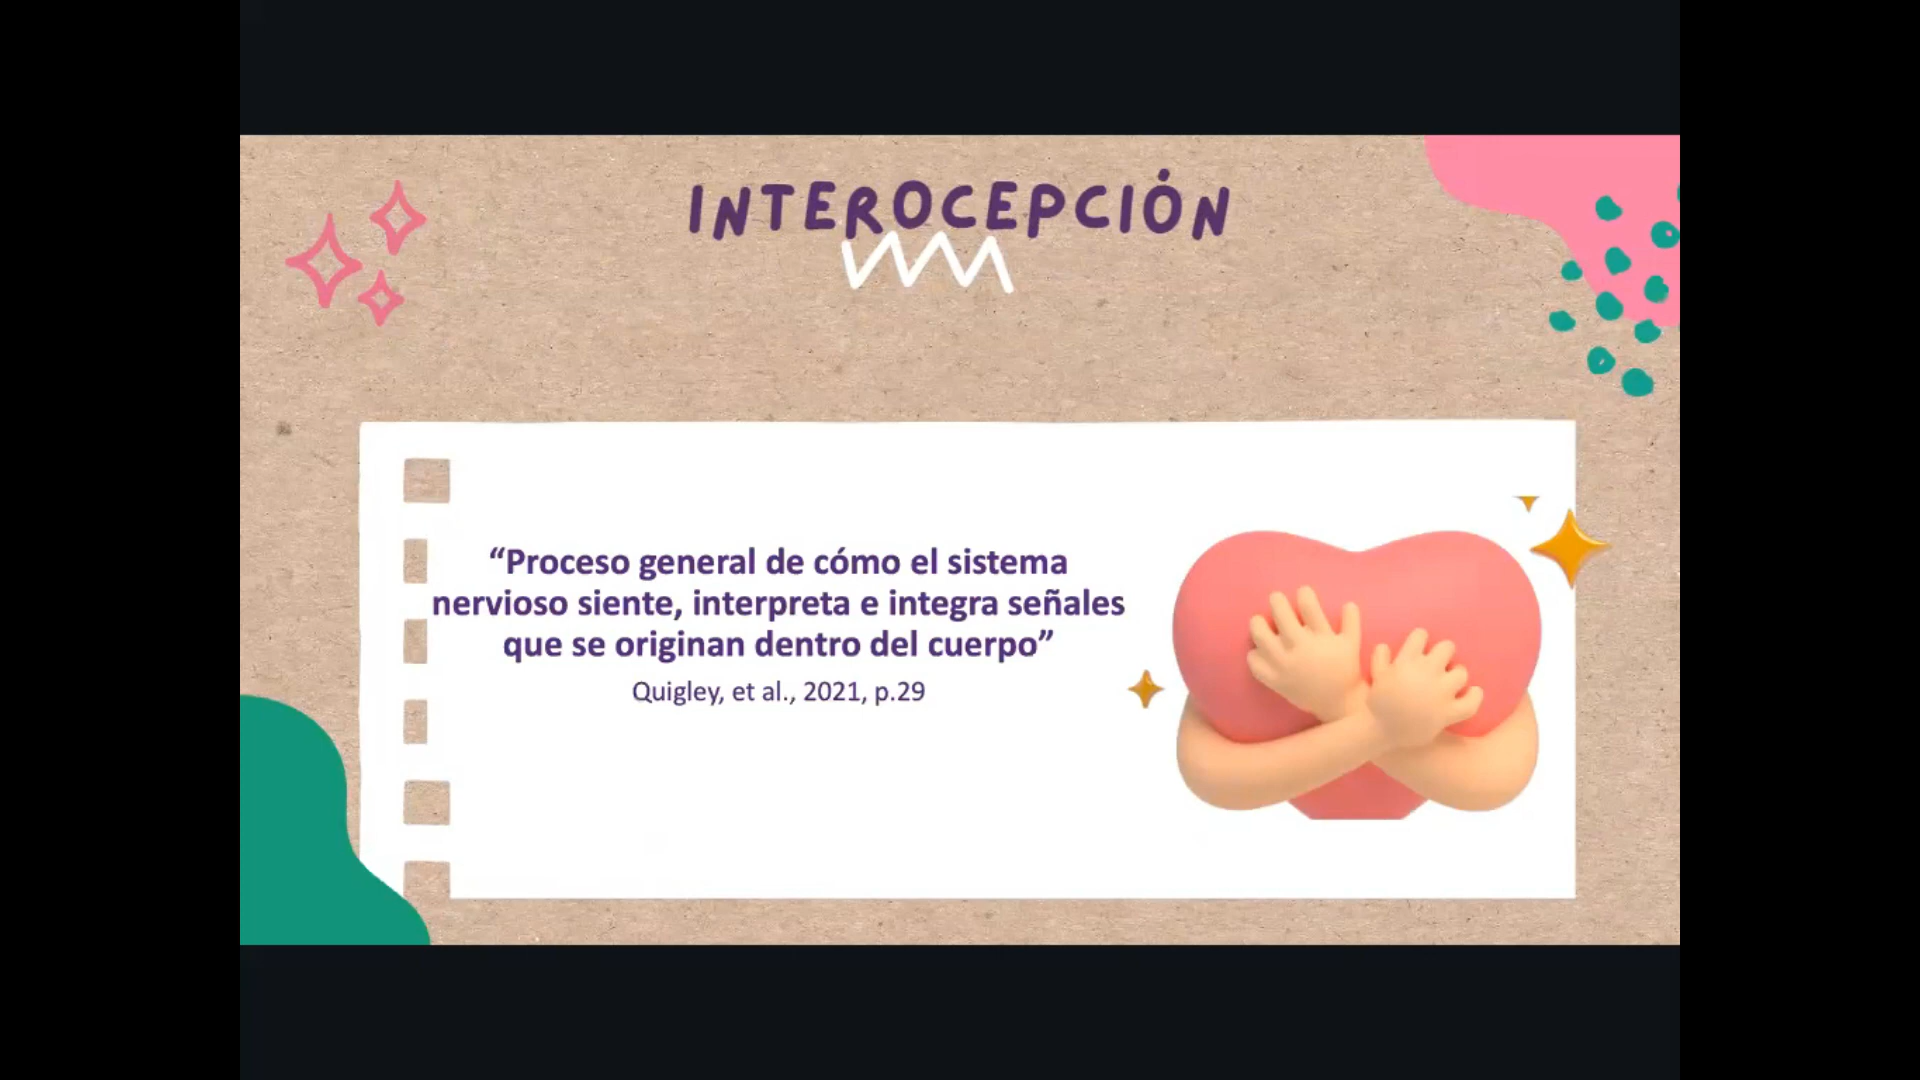 INTEROCEPCIÓN
“Proceso general de cómo el sistema
nervioso siente, interpreta e integra señales
que se originan dentro del cuerpo”
Quigley, et al., 2021, p.29